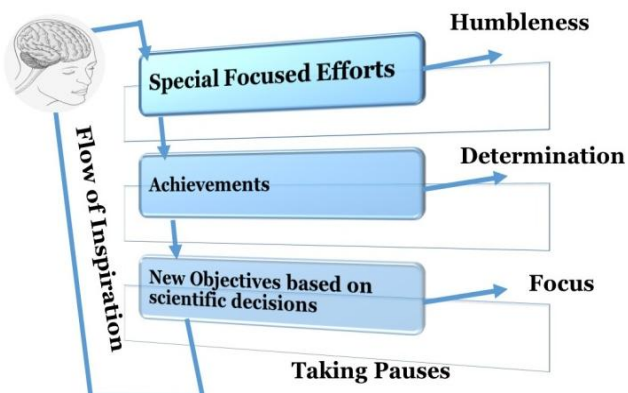 Humbleness
Special Focused Efforts
Determination
Achievements
Flow of Inspiration
New Objectives based on
scientific decisions
Focus
Taking Pauses